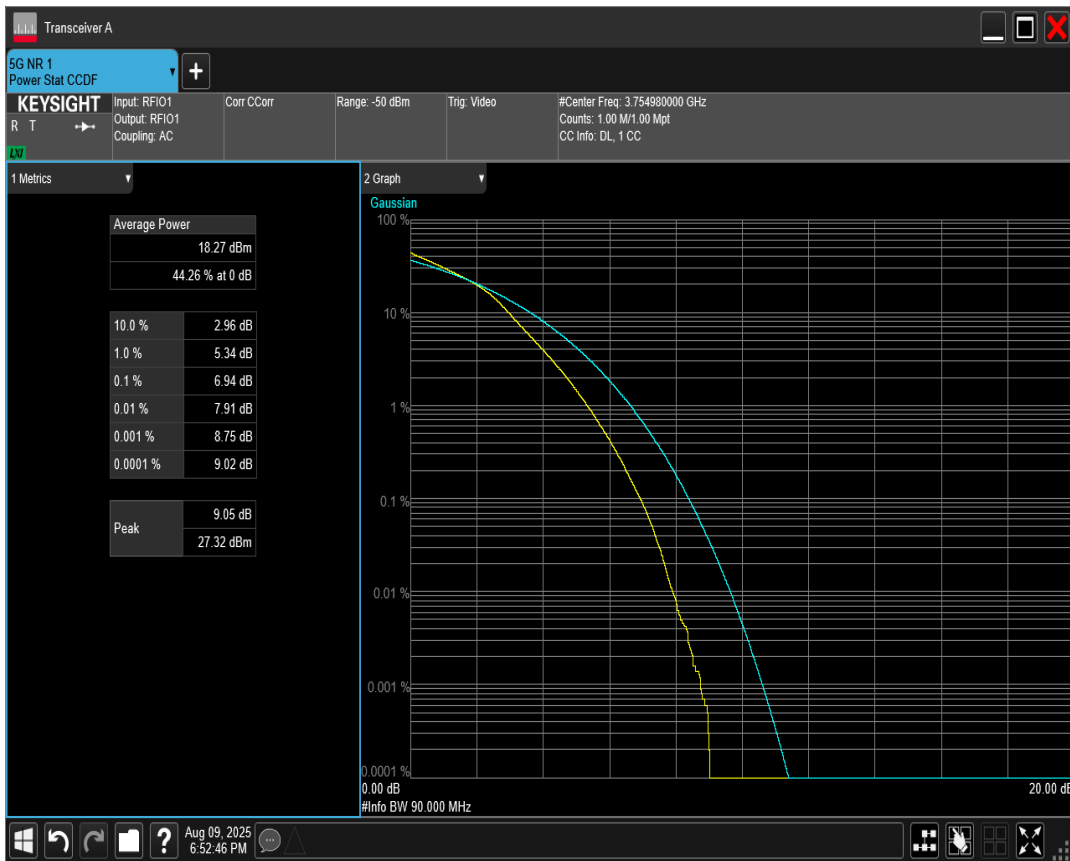 Transceiver A
5G NR 1
Power Stat CCDF
+
KEYSIGHT
R T
LXI
Input: RFIO1
Output: RFIO1
Coupling: AC
Corr CCorr
Range: -50 dBm
Trig: Video
#Center Freq: 3.754980000 GHz
Counts: 1.00 M/1.00 Mpt
CC Info: DL, 1 CC
1 Metrics
Average Power
18.27 dBm
44.26 % at 0 dB
10.0 % 2.96 dB
1.0 % 5.34 dB
0.1 % 6.94 dB
0.01 % 7.91 dB
0.001 % 8.75 dB
0.0001 % 9.02 dB
Peak
9.05 dB
27.32 dBm
2 Graph
Gaussian
100 %
10 %
1 %
0.1 %
0.01 %
0.001 %
0.0001 %
0.00 dB 20.00 dB
#Info BW 90.000 MHz
?
Aug 09, 2025
6:52:46 PM